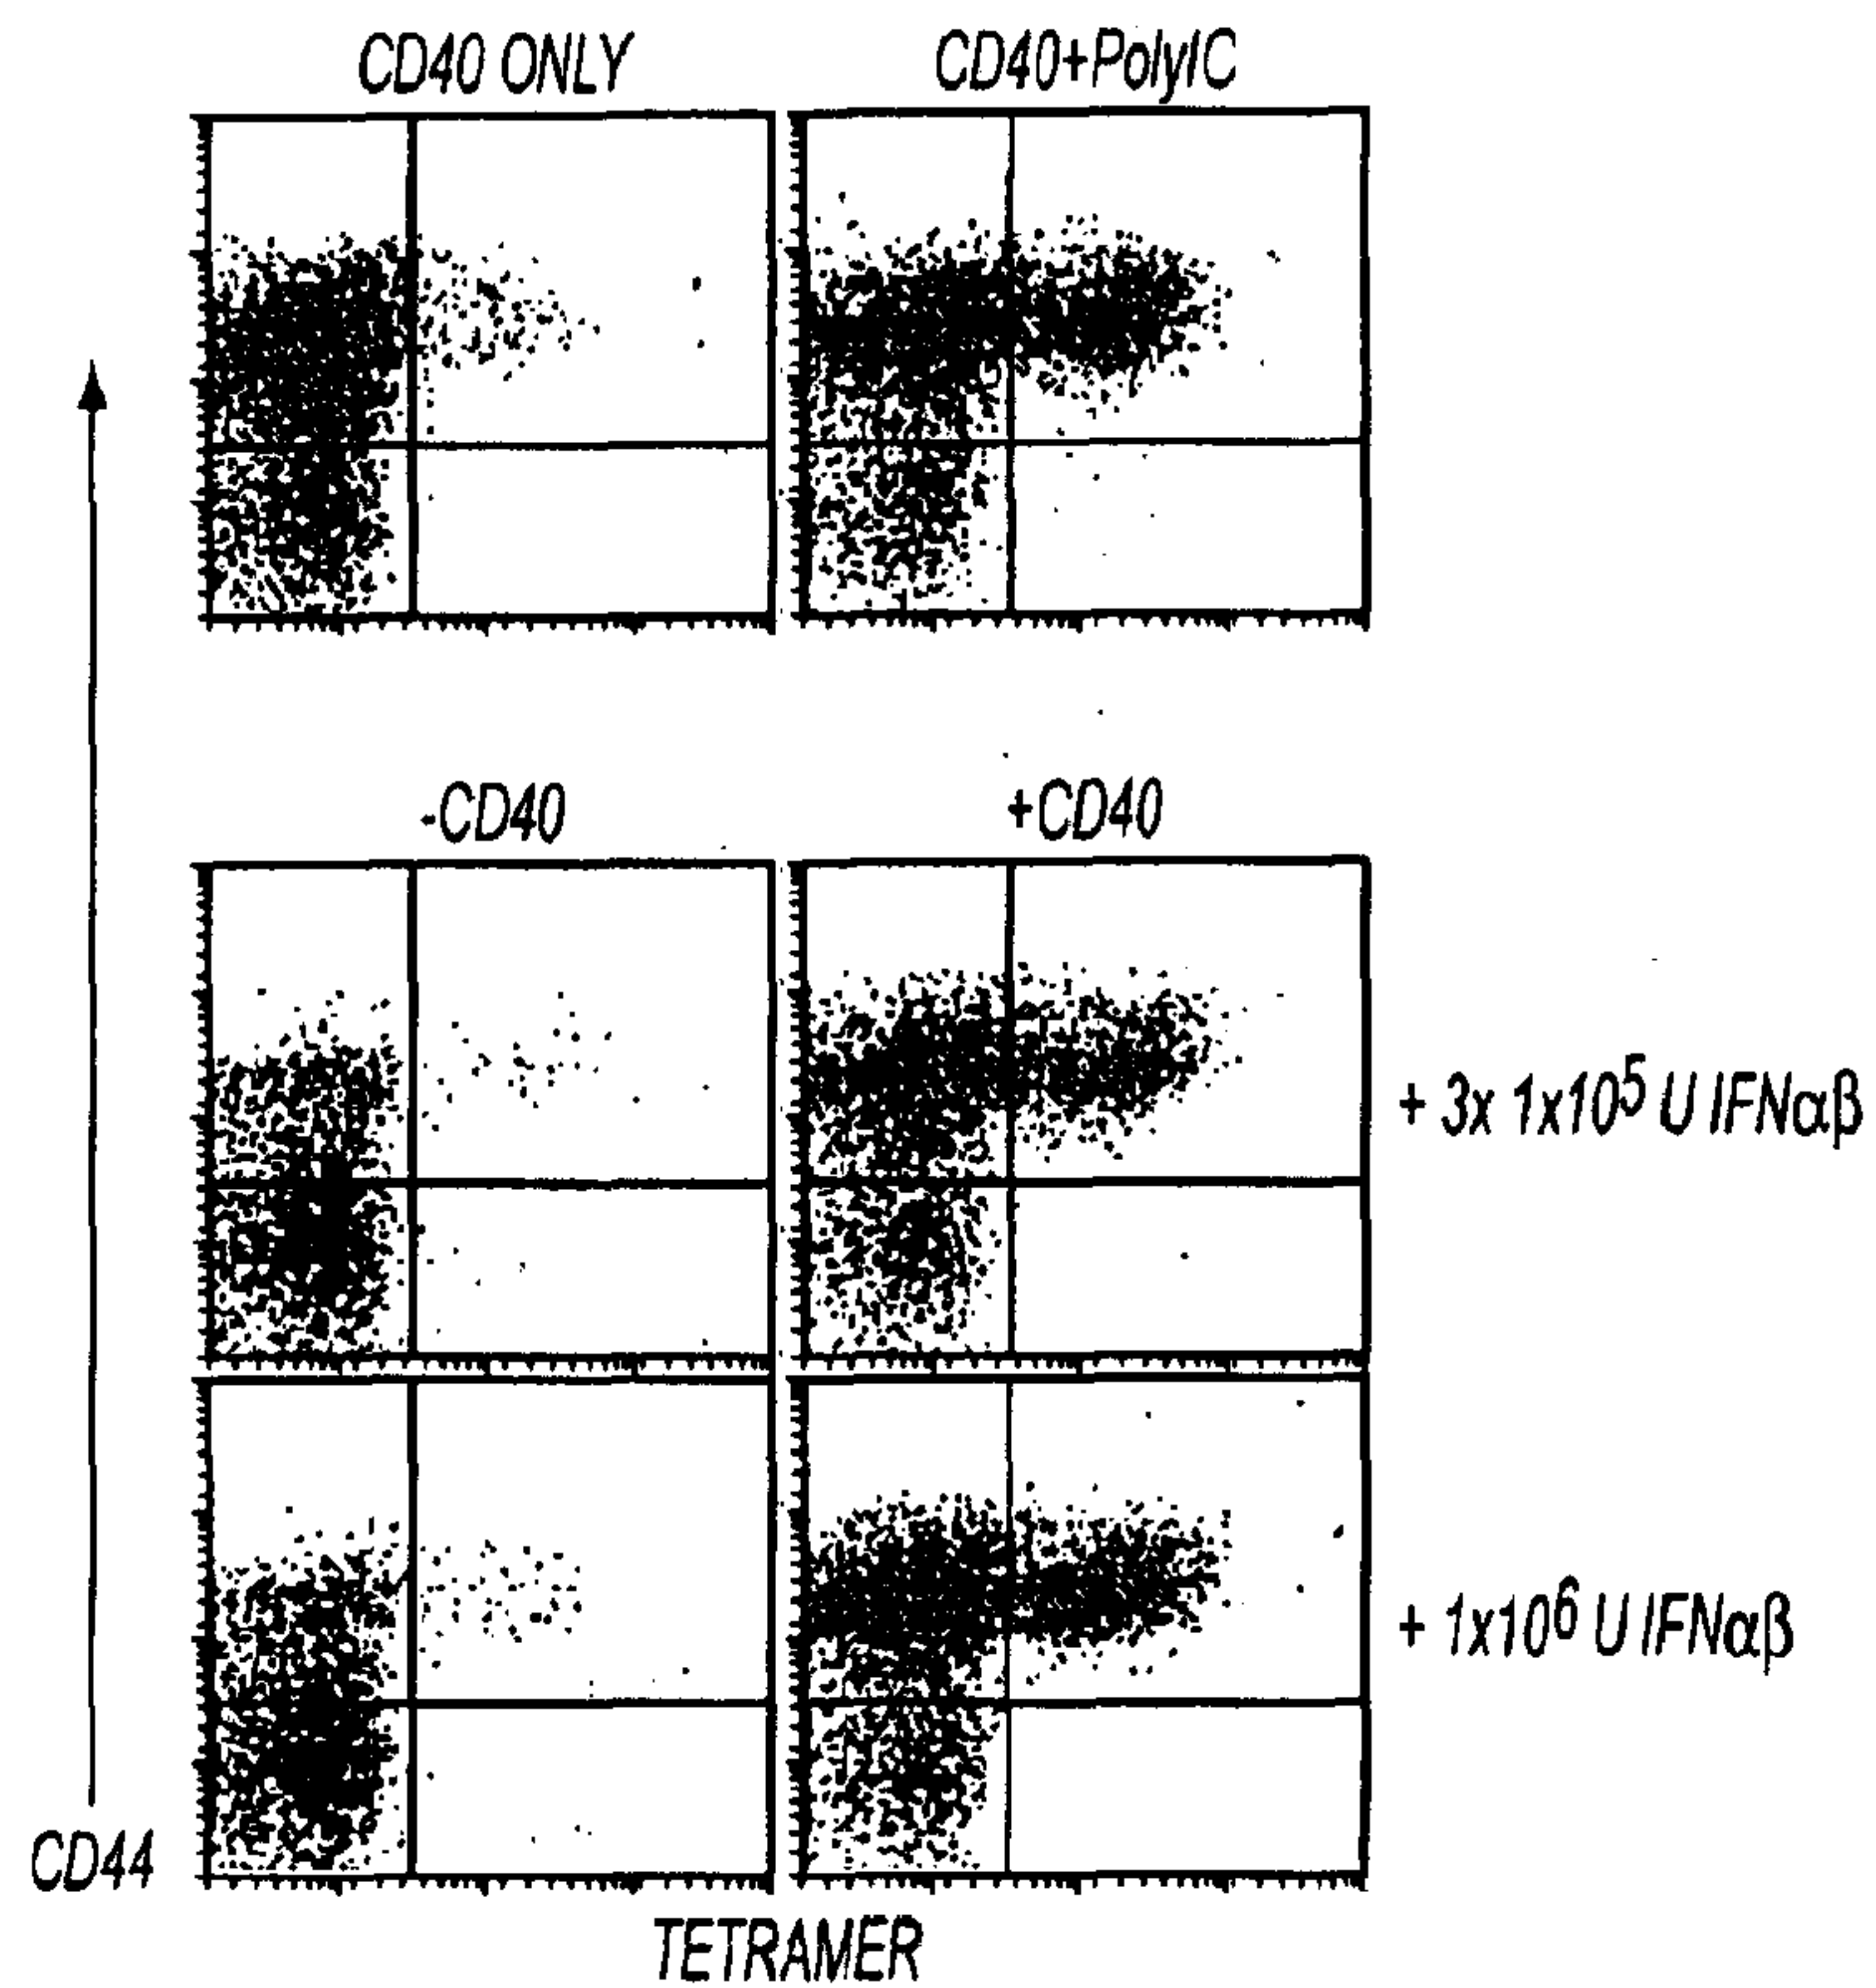 CD40 ONLY
CD40+PolyIC
-CD40
+CD40
+ 3x 1x10⁵ U IFNαβ
+ 1x10⁶ U IFNαβ
CD44
TETRAMER